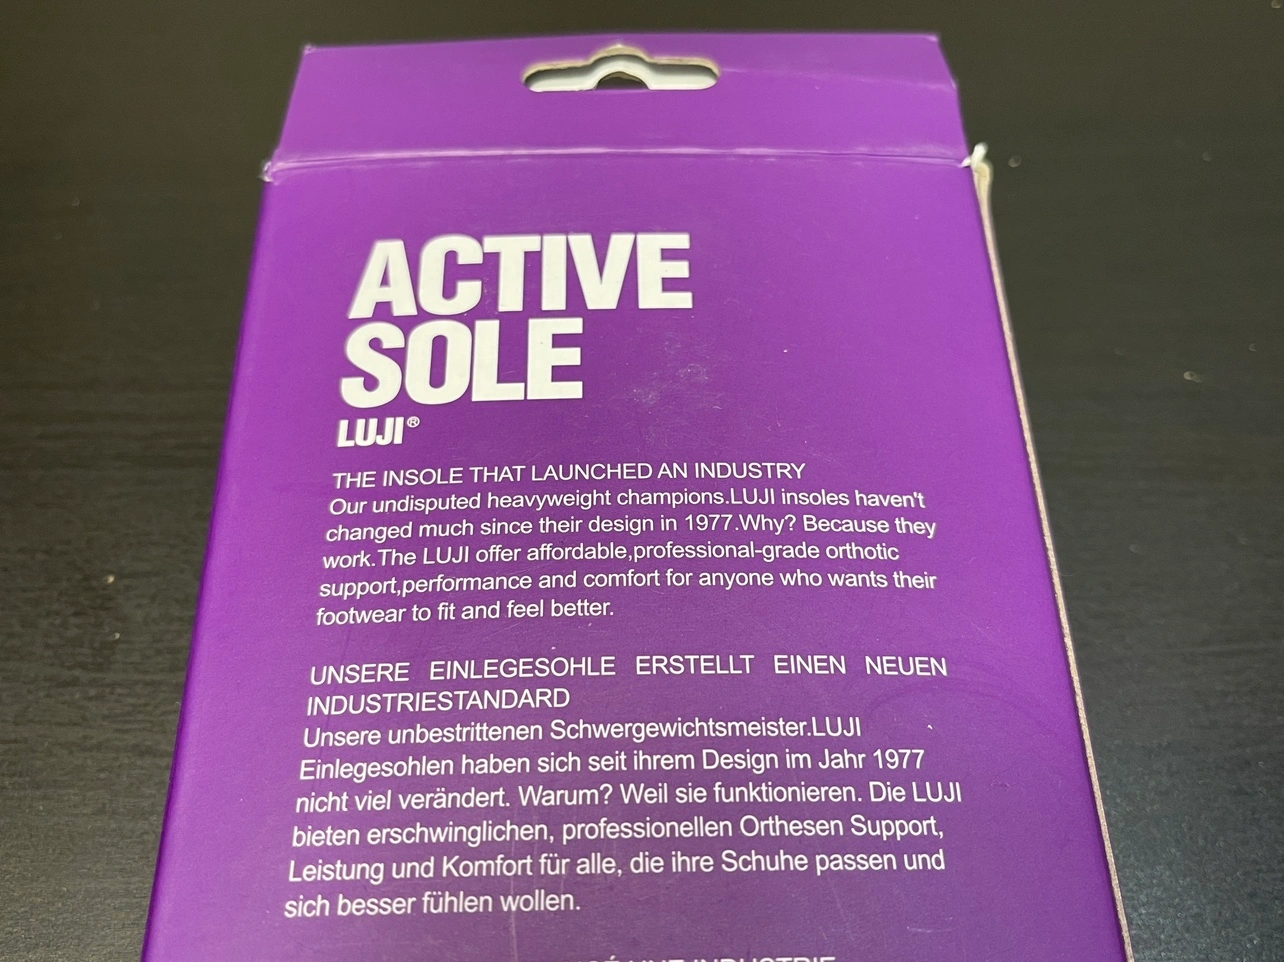 ACTIVE
SOLE
LUJI®
THE INSOLE THAT LAUNCHED AN INDUSTRY
Our undisputed heavyweight champions.LUJI insoles haven't
changed much since their design in 1977.Why? Because they
work.The LUJI offer affordable,professional-grade orthotic
support,performance and comfort for anyone who wants their
footwear to fit and feel better.
UNSERE EINLEGESOHLE ERSTELLT EINEN NEUEN
INDUSTRIESTANDARD
Unsere unbestrittenen Schwergewichtsmeister.LUJI
Einlegesohlen haben sich seit ihrem Design im Jahr 1977
nicht viel verändert. Warum? Weil sie funktionieren. Die LUJI
bieten erschwinglichen, professionellen Orthesen Support,
Leistung und Komfort für alle, die ihre Schuhe passen und
sich besser fühlen wollen.
UNE INDUSTRIE